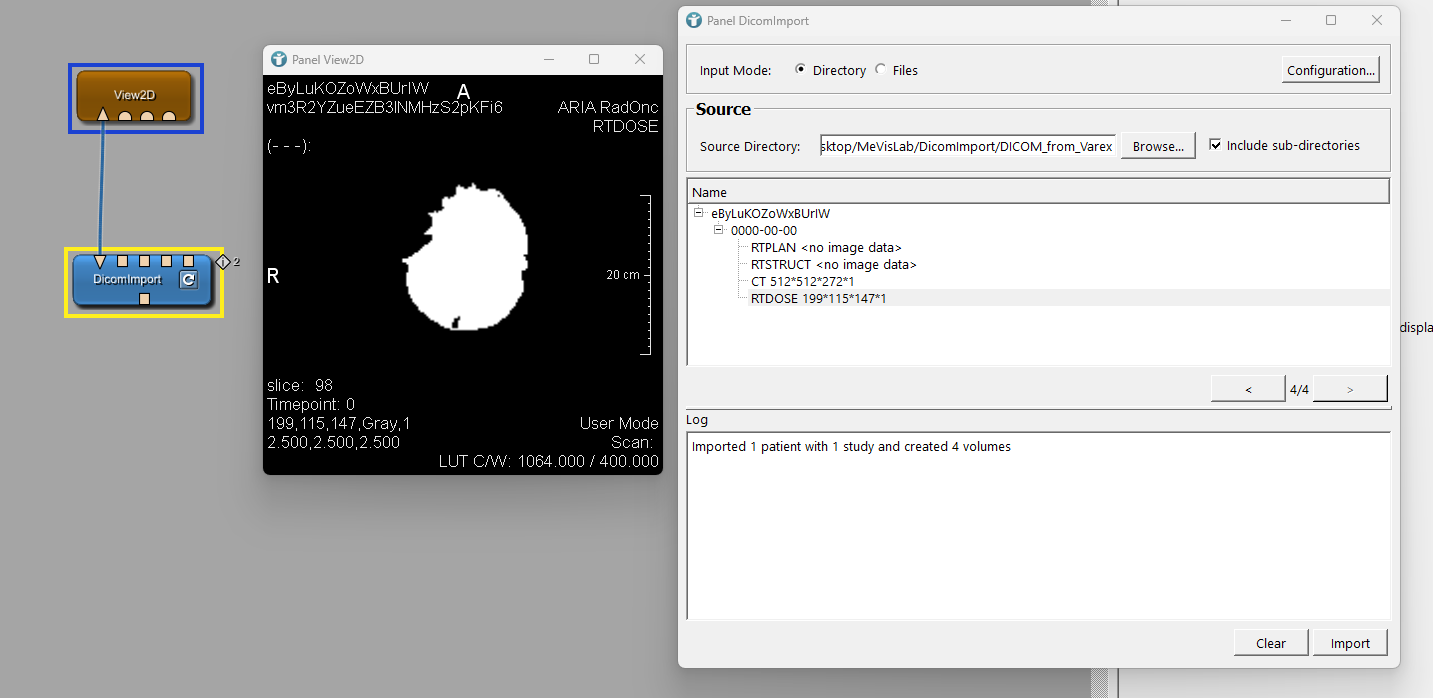 View2D
DicomImport
2
Panel View2D
eByLuKOZoWxBUrIW
vm3R2YZueEZB3lNMHzS2pKFi6
A
ARIA RadOnc
RTDOSE
(- - -):
R
20 cm
slice: 98
Timepoint: 0
199,115,147,Gray,1
2.500,2.500,2.500
User Mode
Scan:
LUT C/W: 1064.000 / 400.000
Panel DicomImport
Input Mode: Directory Files Configuration...
Source
Source Directory: sktop/MeVisLab/DicomImport/DICOM_from_Varex Browse... Include sub-directories
Name
eByLuKOZoWxBUrIW
0000-00-00
RTPLAN <no image data>
RTSTRUCT <no image data>
CT 512*512*272*1
RTDOSE 199*115*147*1
< 4/4 >
Log
Imported 1 patient with 1 study and created 4 volumes
Clear Import
displa